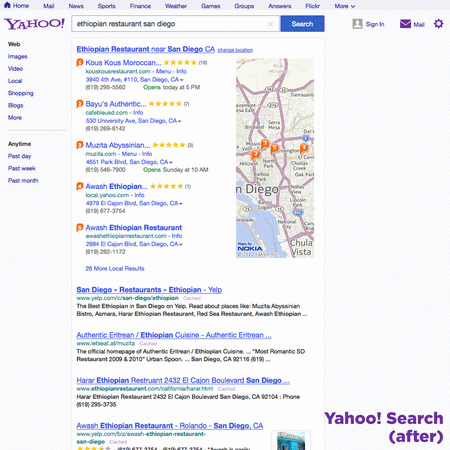 Home Mail News Sports Finance Weather Games Groups Answers Flickr More
YAHOO!
ethiopian restaurant san diego
Search
Sign In
Mail
Web
Images
Video
Local
Shopping
Blogs
More
Anytime
Past day
Past week
Past month
Ethiopian Restaurant near San Diego CA change location
Kous Kous Moroccan... (16)
kouskousrestaurant.com - Menu - Info
3940 4th Ave, #110, San Diego, CA
(619) 295-5560 Opens today at 5 PM
Bayu's Authentic... (2)
cafebleusd.com - Info
530 University Ave, San Diego, CA
(619) 269-6142
Muzita Abyssinian... (4)
muzita.com - Menu - Info
4651 Park Blvd, San Diego, CA
(619) 546-7900 Opens Sunday at 10 AM
Awash Ethiopian... (1)
local.yahoo.com - Info
4979 El Cajon Blvd, San Diego, CA
(619) 677-3754
Awash Ethiopian Restaurant
awashethiopianrestaurant.com - Info
2884 El Cajon Blvd, San Diego, CA
(619) 282-1172
26 More Local Results
n Diego
Chula
Vista
NOKIA
San Diego » Restaurants » Ethiopian - Yelp
www.yelp.com/c/san-diego/ethiopian Cached
The Best Ethiopian in San Diego on Yelp. Read about places like: Muzita Abyssinian
Bistro, Asmara, Harar Ethiopian Restaurant, Red Sea Restaurant, Awash Ethiopian ...
Authentic Eritrean / Ethiopian Cuisine - Authentic Eritrean ...
www.letseat.at/muzita Cached
The official homepage of Authentic Eritrean / Ethiopian Cuisine. ... "Most Romantic SD
Restaurant 2009 & 2010" Urban Spoon. ... San Diego, CA 92116 (619) ...
Harar Ethiopian Restruant 2432 El Cajon Boulevard San Diego ...
www.ethiopianrestaurant.com/california/harar.html Cached
Harar Ethiopian Restaurant 2432 El Cajon Boulevard San Diego, CA 92104 : Phone
(619) 295-3735
Awash Ethiopian Restaurant - Rolando - San Diego, CA
www.yelp.com/biz/awash-ethiopian-restaurant-
san-diego Cached
(619) 677-3754
Yahoo! Search
(after)